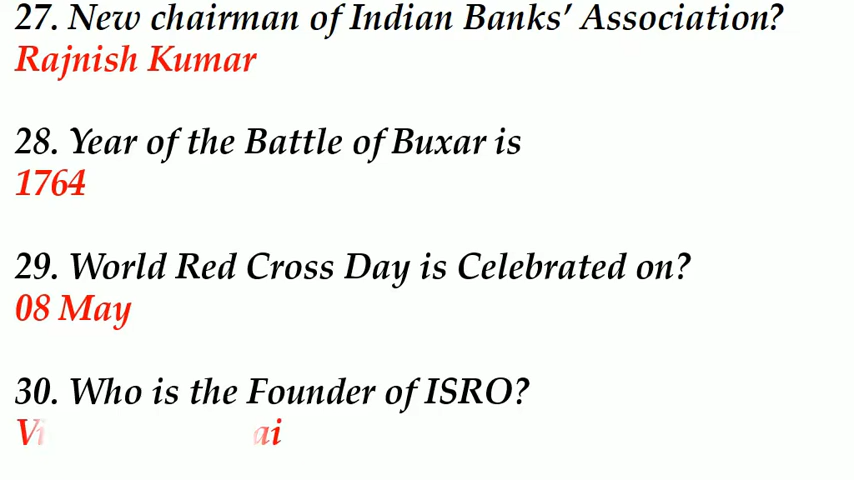 27. New chairman of Indian Banks' Association?
Rajnish Kumar
28. Year of the Battle of Buxar is
1764
29. World Red Cross Day is Celebrated on?
08 May
30. Who is the Founder of ISRO?